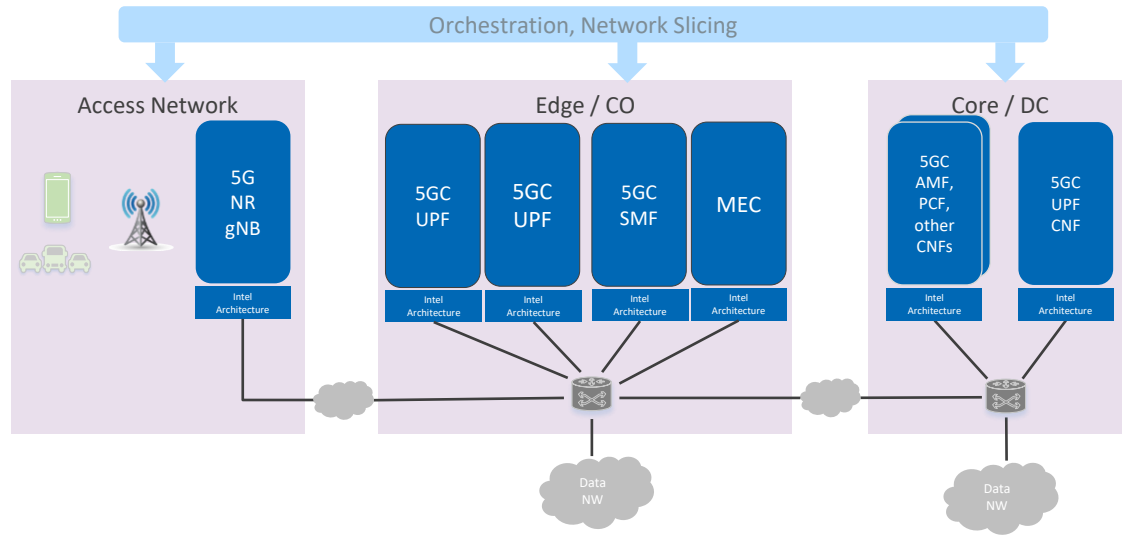 Orchestration, Network Slicing
Access Network
5G
NR
gNB
Intel
Architecture
Edge / CO
5GC
UPF
Intel
Architecture
5GC
UPF
Intel
Architecture
5GC
SMF
Intel
Architecture
MEC
Intel
Architecture
Core / DC
5GC
AMF,
PCF,
other
CNFs
Intel
Architecture
5GC
UPF
CNF
Intel
Architecture
Data
NW
Data
NW